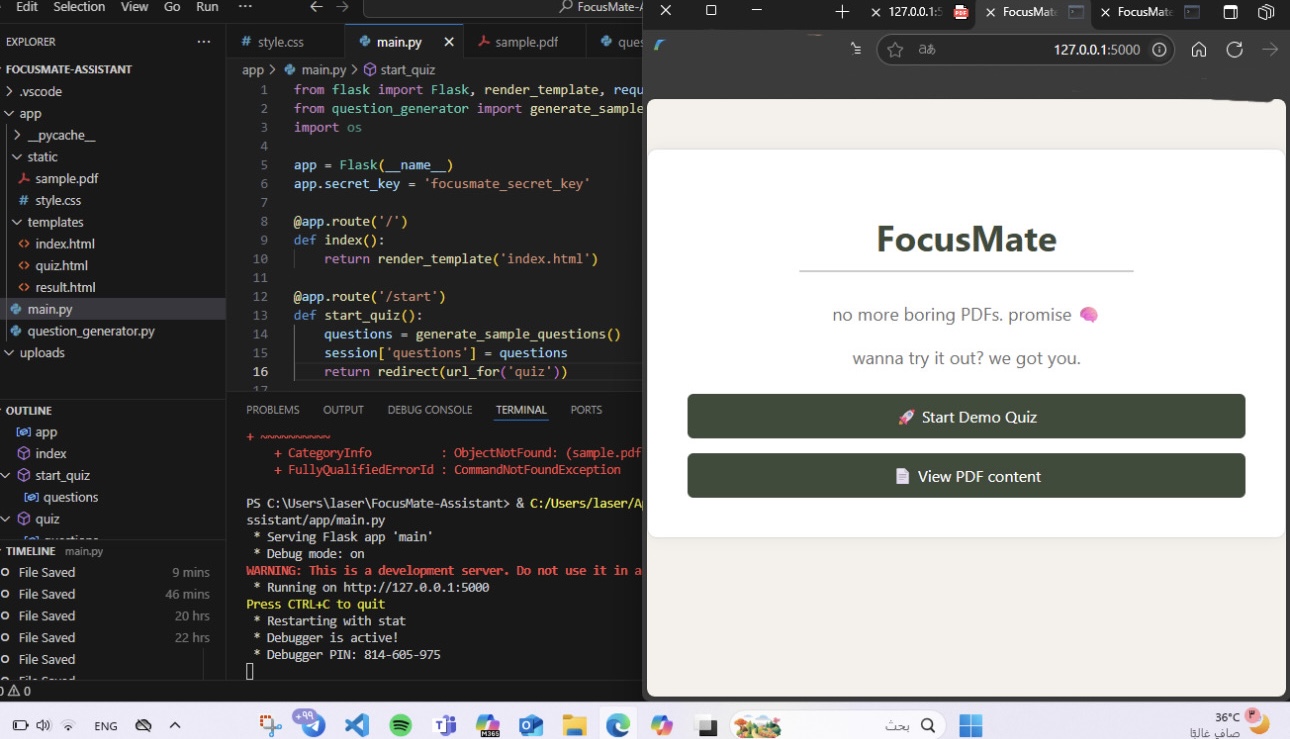 Edit Selection View Go Run ··· FocusMate-A
EXPLORER ···
FOCUSMATE-ASSISTANT
.vscode
app
__pycache__
static
sample.pdf
# style.css
templates
<> index.html
<> quiz.html
<> result.html
main.py
question_generator.py
uploads
OUTLINE
app
index
start_quiz
questions
quiz
TIMELINE main.py
File Saved 9 mins
File Saved 46 mins
File Saved 20 hrs
File Saved 22 hrs
File Saved
# style.css main.py sample.pdf ques
app > main.py > start_quiz
1 from flask import Flask, render_template, requ
2 from question_generator import generate_sample
3 import os
4
5 app = Flask(__name__)
6 app.secret_key = 'focusmate_secret_key'
7
8 @app.route('/')
9 def index():
10 return render_template('index.html')
11
12 @app.route('/start')
13 def start_quiz():
14 questions = generate_sample_questions()
15 session['questions'] = questions
16 return redirect(url_for('quiz'))
17
PROBLEMS OUTPUT DEBUG CONSOLE TERMINAL PORTS
+ ~~~~~~~~~~
+ CategoryInfo : ObjectNotFound: (sample.pdf
+ FullyQualifiedErrorId : CommandNotFoundException
PS C:\Users\laser\FocusMate-Assistant> & C:/Users/laser/A
ssistant/app/main.py
* Serving Flask app 'main'
* Debug mode: on
WARNING: This is a development server. Do not use it in a
* Running on http://127.0.0.1:5000
Press CTRL+C to quit
* Restarting with stat
* Debugger is active!
* Debugger PIN: 814-605-975
0 0
127.0.0.1:5 PDF FocusMate FocusMate
aあ 127.0.0.1:5000
FocusMate
no more boring PDFs. promise 🧠
wanna try it out? we got you.
🚀 Start Demo Quiz
📄 View PDF content
ENG +99 M365 بحث 36°C
صافٍ غالبًا